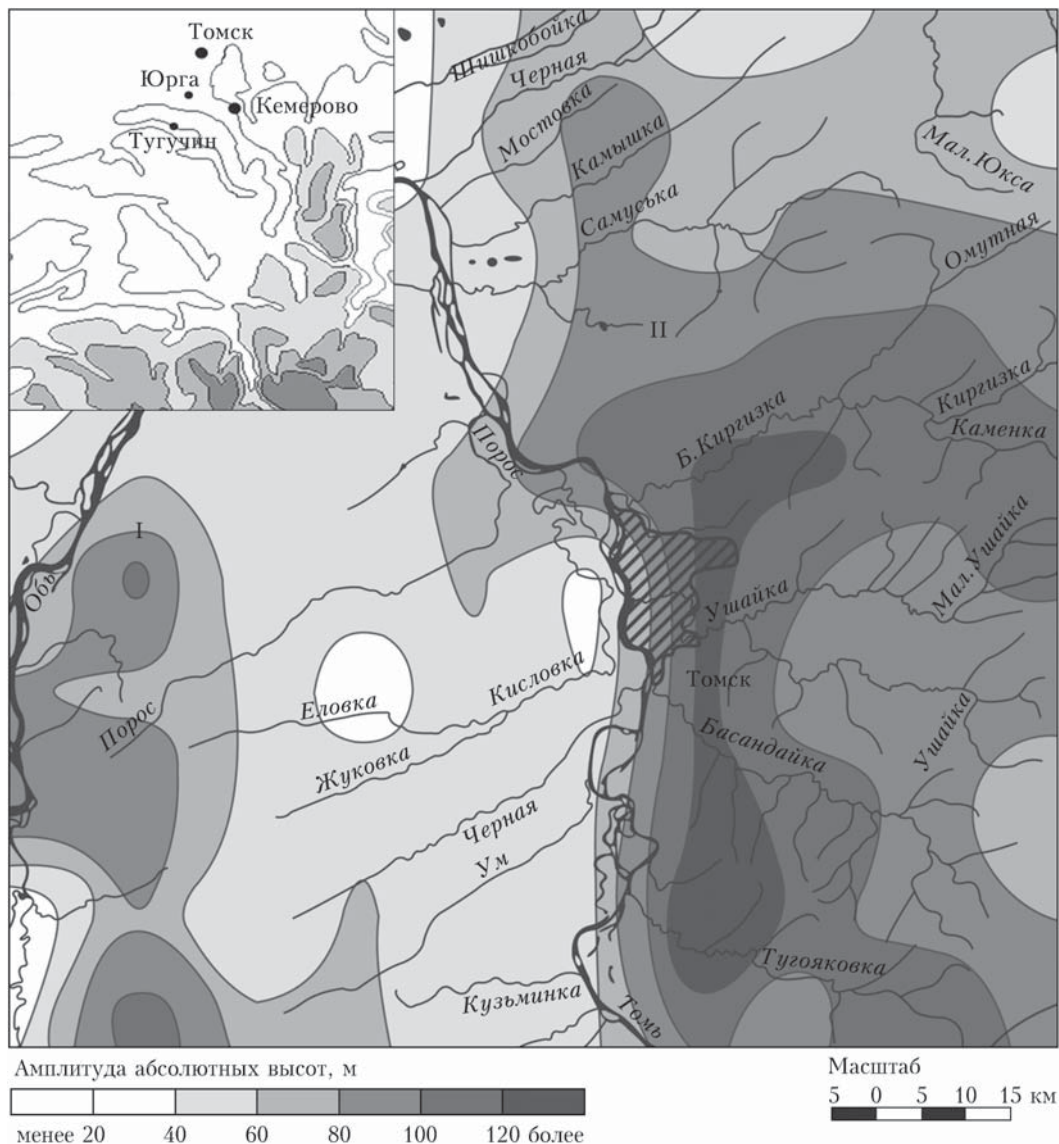 Томск
Юрга
Кемерово
Тугучин
Шишкобойка
Черная
Мостовка
Камышка
Самуська
Мал. Юкса
Омутная
II
Порос
Б. Киргизка
Киргизка
Каменка
I
Обь
Мал. Ушайка
Ушайка
Томск
Порос
Еловка
Кисловка
Жуковка
Басандайка
Ушайка
Черная
Ум
Тугояковка
Кузьминка
Томь
Амплитуда абсолютных высот, м
менее 20 40 60 80 100 120 более
Масштаб
5 0 5 10 15 км